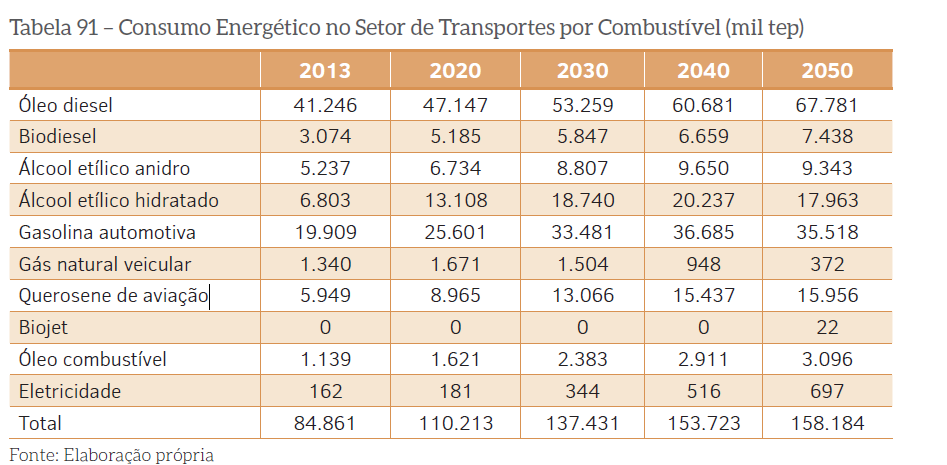 Tabela 91 – Consumo Energético no Setor de Transportes por Combustível (mil tep)
2013 2020 2030 2040 2050
Óleo diesel 41.246 47.147 53.259 60.681 67.781
Biodiesel 3.074 5.185 5.847 6.659 7.438
Álcool etílico anidro 5.237 6.734 8.807 9.650 9.343
Álcool etílico hidratado 6.803 13.108 18.740 20.237 17.963
Gasolina automotiva 19.909 25.601 33.481 36.685 35.518
Gás natural veicular 1.340 1.671 1.504 948 372
Querosene de aviação 5.949 8.965 13.066 15.437 15.956
Biojet 0 0 0 0 22
Óleo combustível 1.139 1.621 2.383 2.911 3.096
Eletricidade 162 181 344 516 697
Total 84.861 110.213 137.431 153.723 158.184
Fonte: Elaboração própria